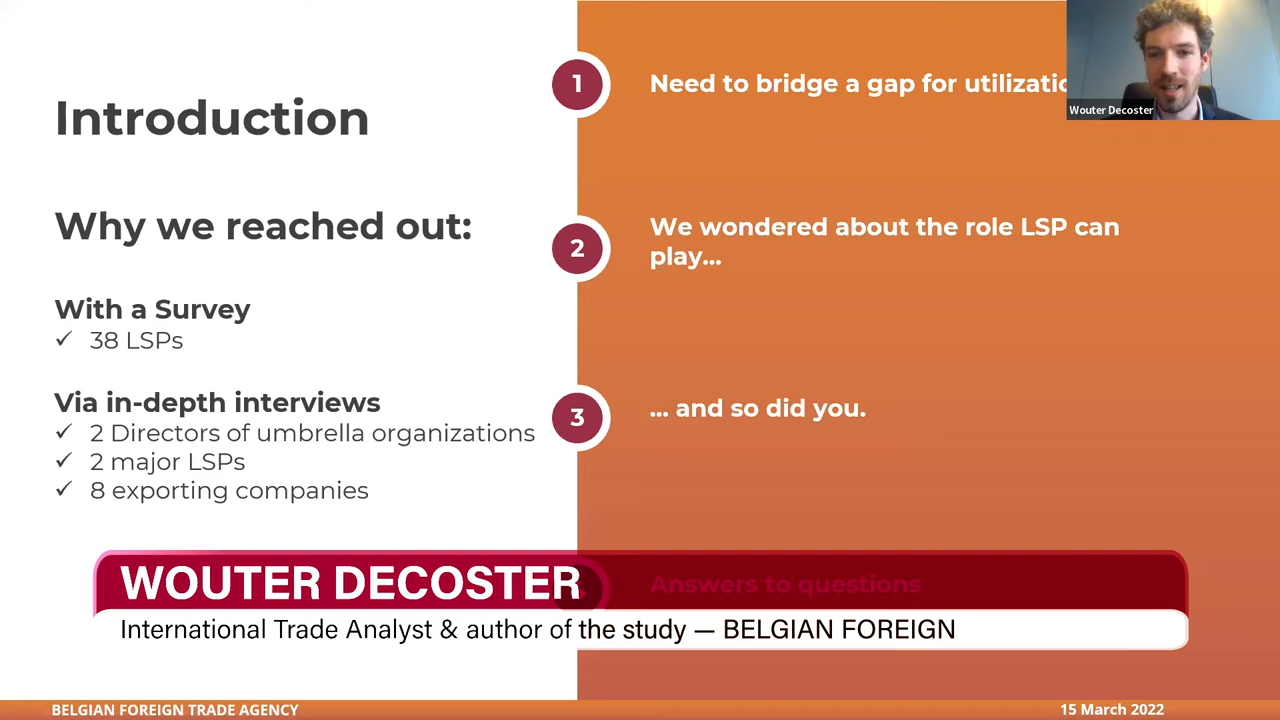 Introduction
Why we reached out:
With a Survey
✓ 38 LSPs
Via in-depth interviews
✓ 2 Directors of umbrella organizations
✓ 2 major LSPs
✓ 8 exporting companies
1
Need to bridge a gap for
2
We wondered about the role LSP can
play...
3
... and so did you.
Answers to questions
Wouter Decoster
WOUTER DECOSTER
International Trade Analyst & author of the study — BELGIAN FOREIGN
BELGIAN FOREIGN TRADE AGENCY
15 March 2022